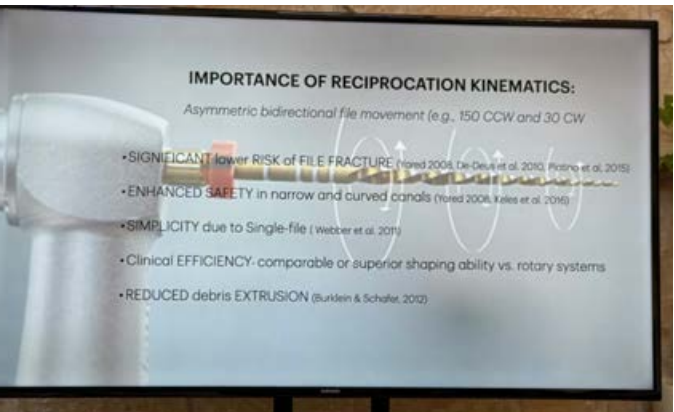 IMPORTANCE OF RECIPROCATION KINEMATICS:
Asymmetric bidirectional file movement (e.g., 150 CCW and 30 CW
•SIGNIFICANT lower RISK of FILE FRACTURE (Yared 2008, De-Deus et al. 2010, Plotino et al. 2015)
•ENHANCED SAFETY in narrow and curved canals (Yared 2008, Keles et al. 2016)
•SIMPLICITY due to Single-file ( Webber et al. 2011)
•Clinical EFFICIENCY- comparable or superior shaping ability vs. rotary systems
•REDUCED debris EXTRUSION (Burklein & Schafer, 2012)